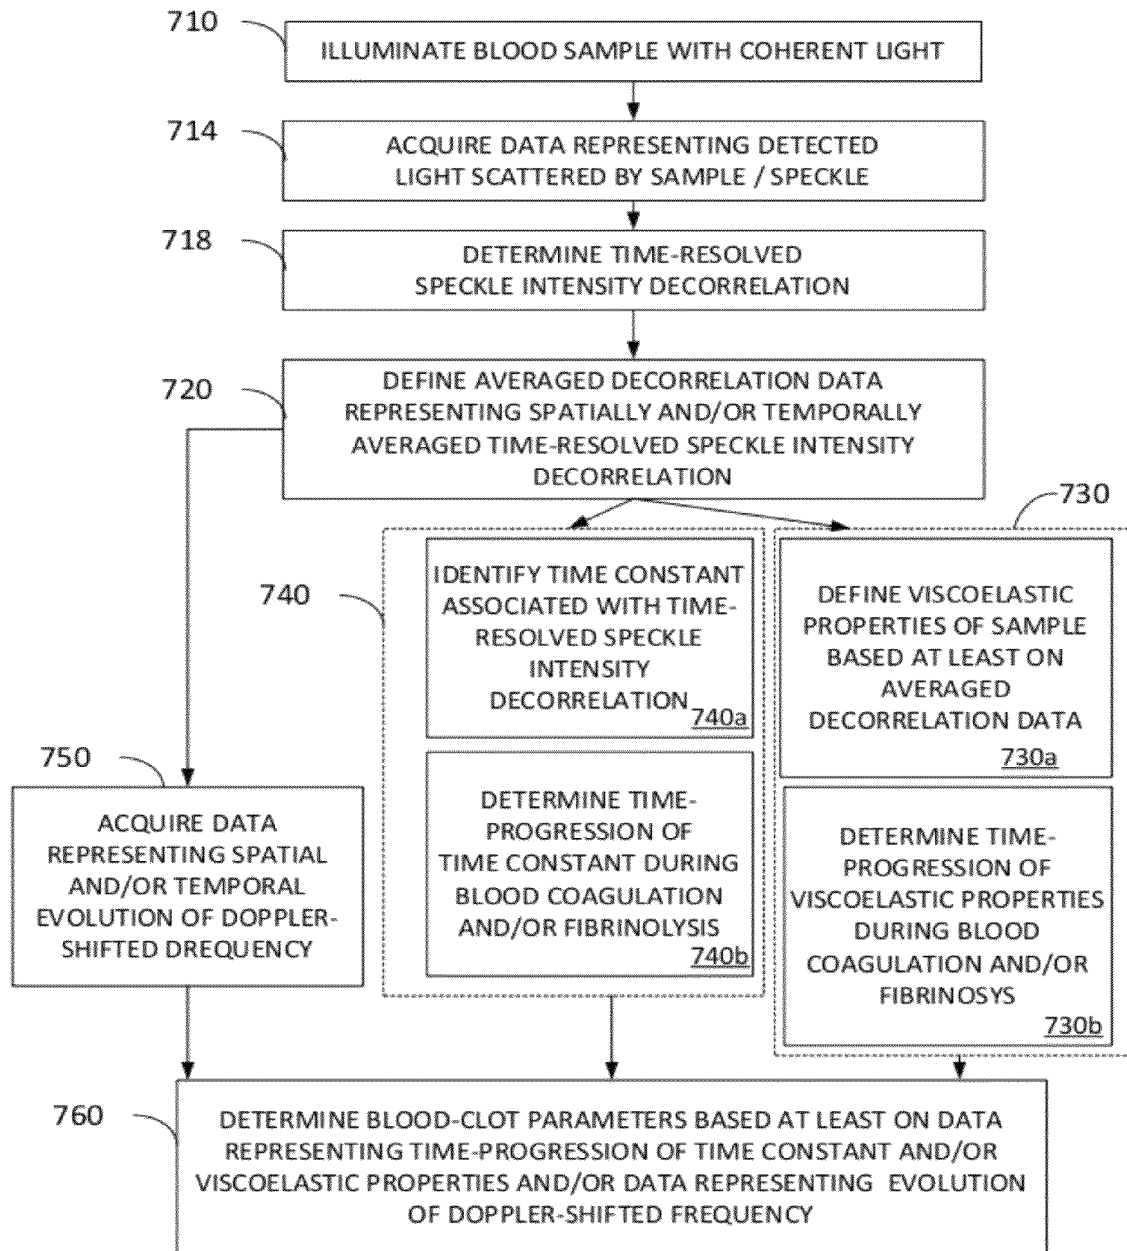 710
ILLUMINATE BLOOD SAMPLE WITH COHERENT LIGHT
714
ACQUIRE DATA REPRESENTING DETECTED
LIGHT SCATTERED BY SAMPLE / SPECKLE
718
DETERMINE TIME-RESOLVED
SPECKLE INTENSITY DECORRELATION
720
DEFINE AVERAGED DECORRELATION DATA
REPRESENTING SPATIALLY AND/OR TEMPORALLY
AVERAGED TIME-RESOLVED SPECKLE INTENSITY
DECORRELATION
750
ACQUIRE DATA
REPRESENTING SPATIAL
AND/OR TEMPORAL
EVOLUTION OF DOPPLER-
SHIFTED DREQUENCY
740
IDENTIFY TIME CONSTANT
ASSOCIATED WITH TIME-
RESOLVED SPECKLE
INTENSITY
DECORRELATION
740a
DETERMINE TIME-
PROGRESSION OF
TIME CONSTANT DURING
BLOOD COAGULATION
AND/OR FIBRINOLYSIS
740b
730
DEFINE VISCOELASTIC
PROPERTIES OF SAMPLE
BASED AT LEAST ON
AVERAGED
DECORRELATION DATA
730a
DETERMINE TIME-
PROGRESSION OF
VISCOELASTIC PROPERTIES
DURING BLOOD
COAGULATION AND/OR
FIBRINOSYS
730b
760
DETERMINE BLOOD-CLOT PARAMETERS BASED AT LEAST ON DATA
REPRESENTING TIME-PROGRESSION OF TIME CONSTANT AND/OR
VISCOELASTIC PROPERTIES AND/OR DATA REPRESENTING EVOLUTION
OF DOPPLER-SHIFTED FREQUENCY